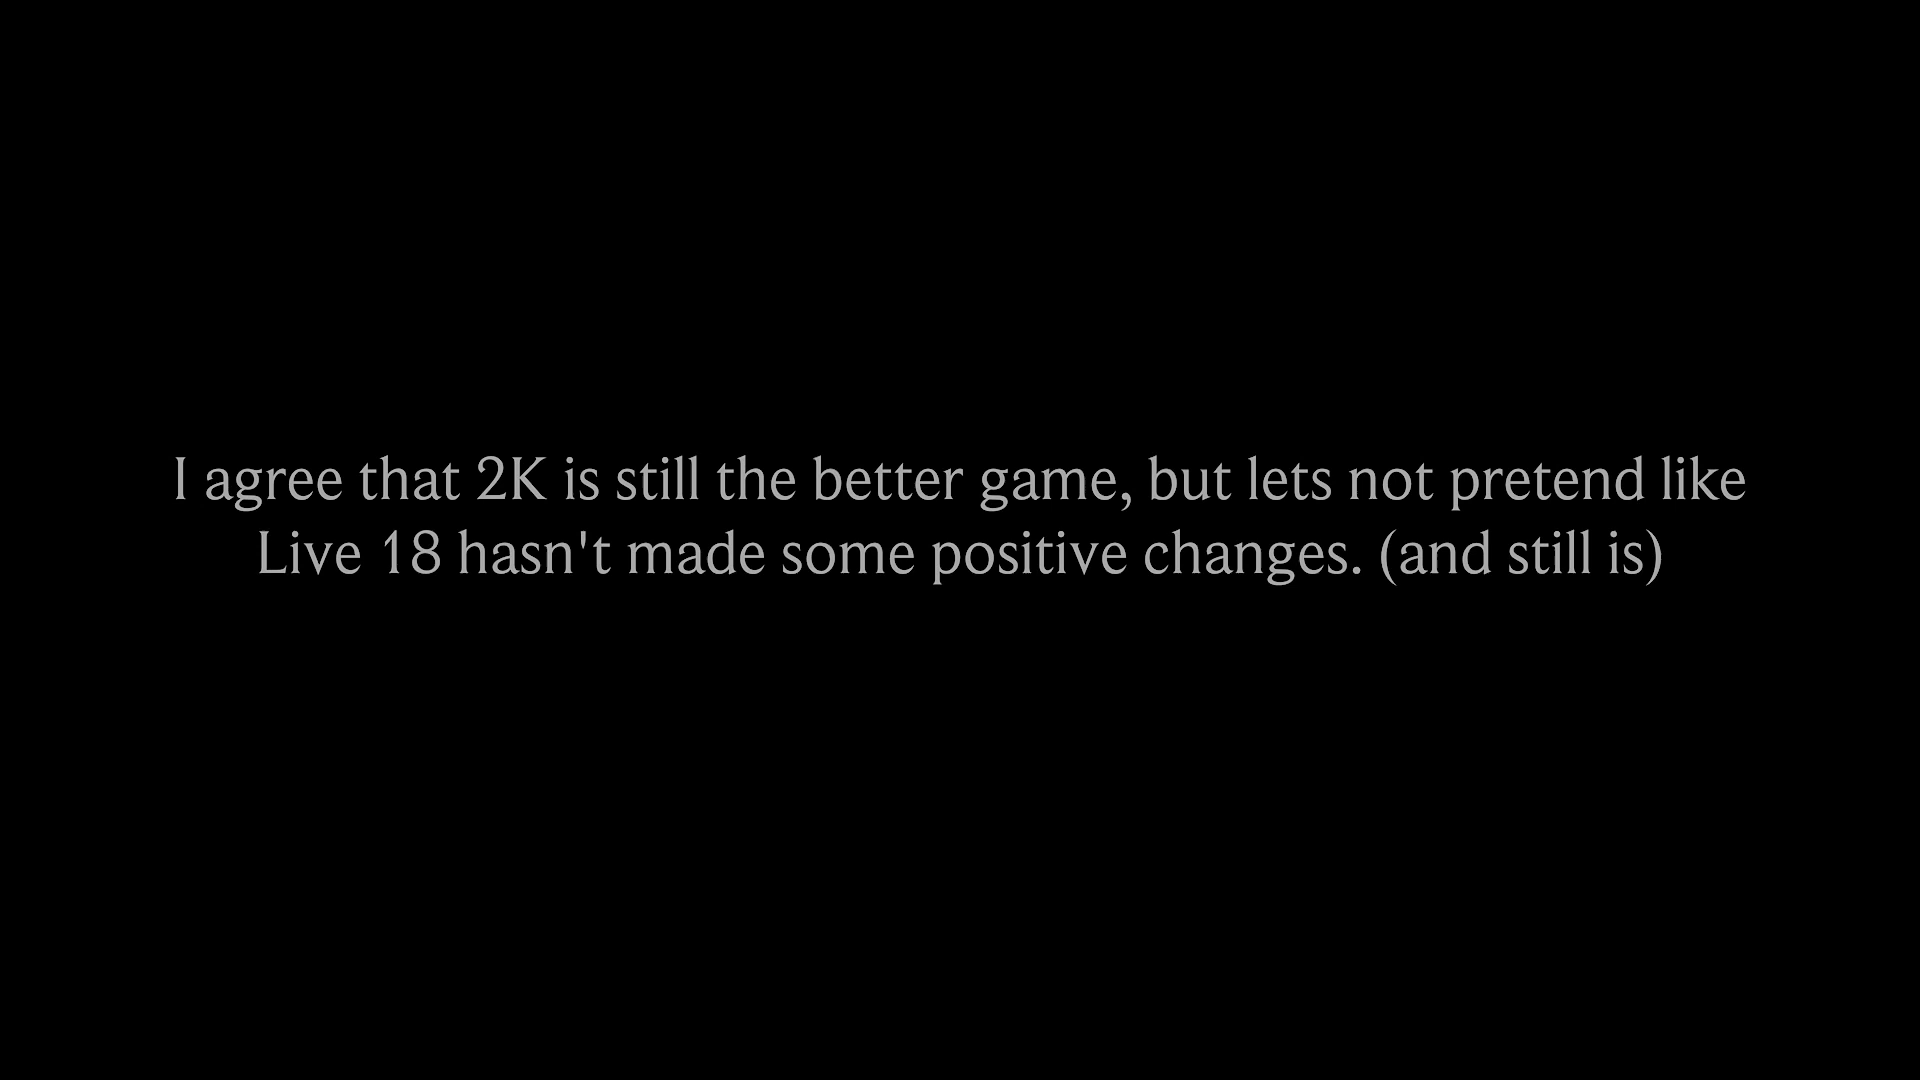 I agree that 2K is still the better game, but lets not pretend like
Live 18 hasn't made some positive changes. (and still is)